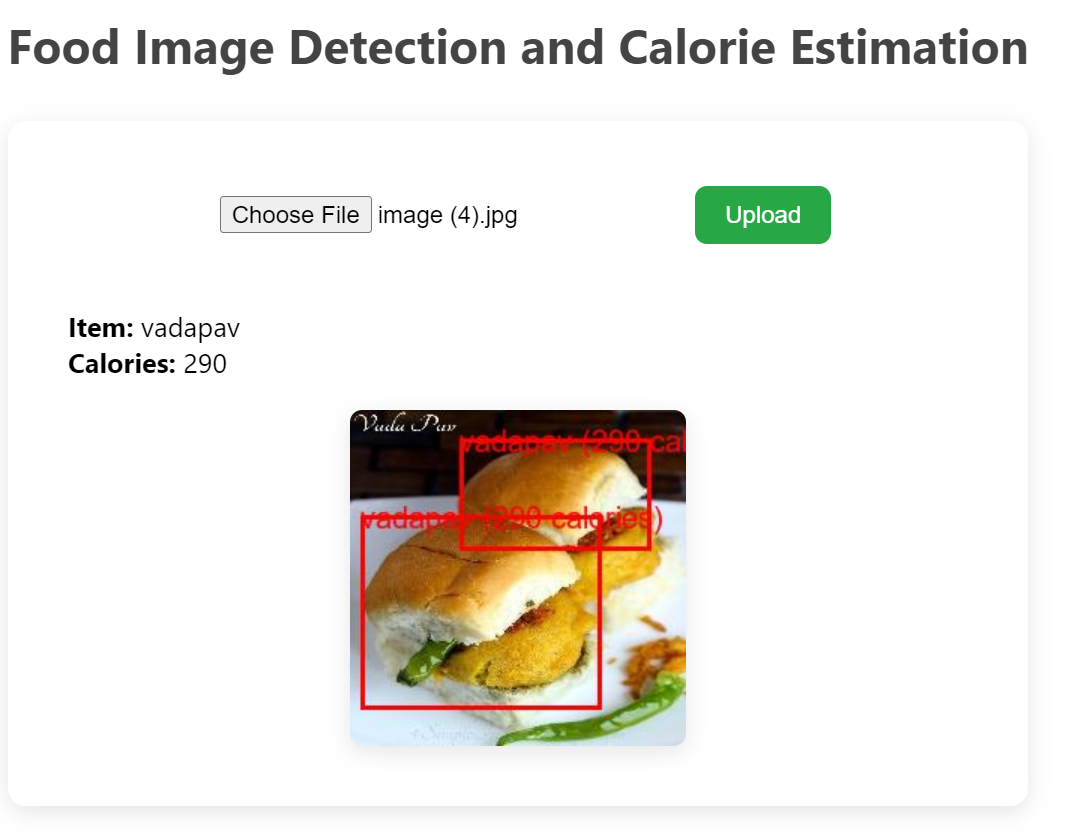 Food Image Detection and Calorie Estimation
Choose File image (4).jpg Upload
Item: vadapav
Calories: 290
Vada Pav
vadapav (290 cal
vadapav (290 calories)